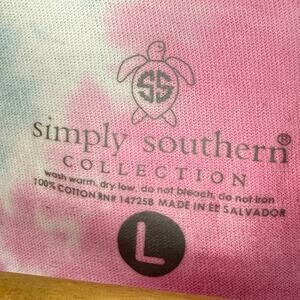 SS
simply southern®
COLLECTION
wash warm, dry low, do not bleach, do not iron
100% COTTON RN# 147258 MADE IN EL SALVADOR
L